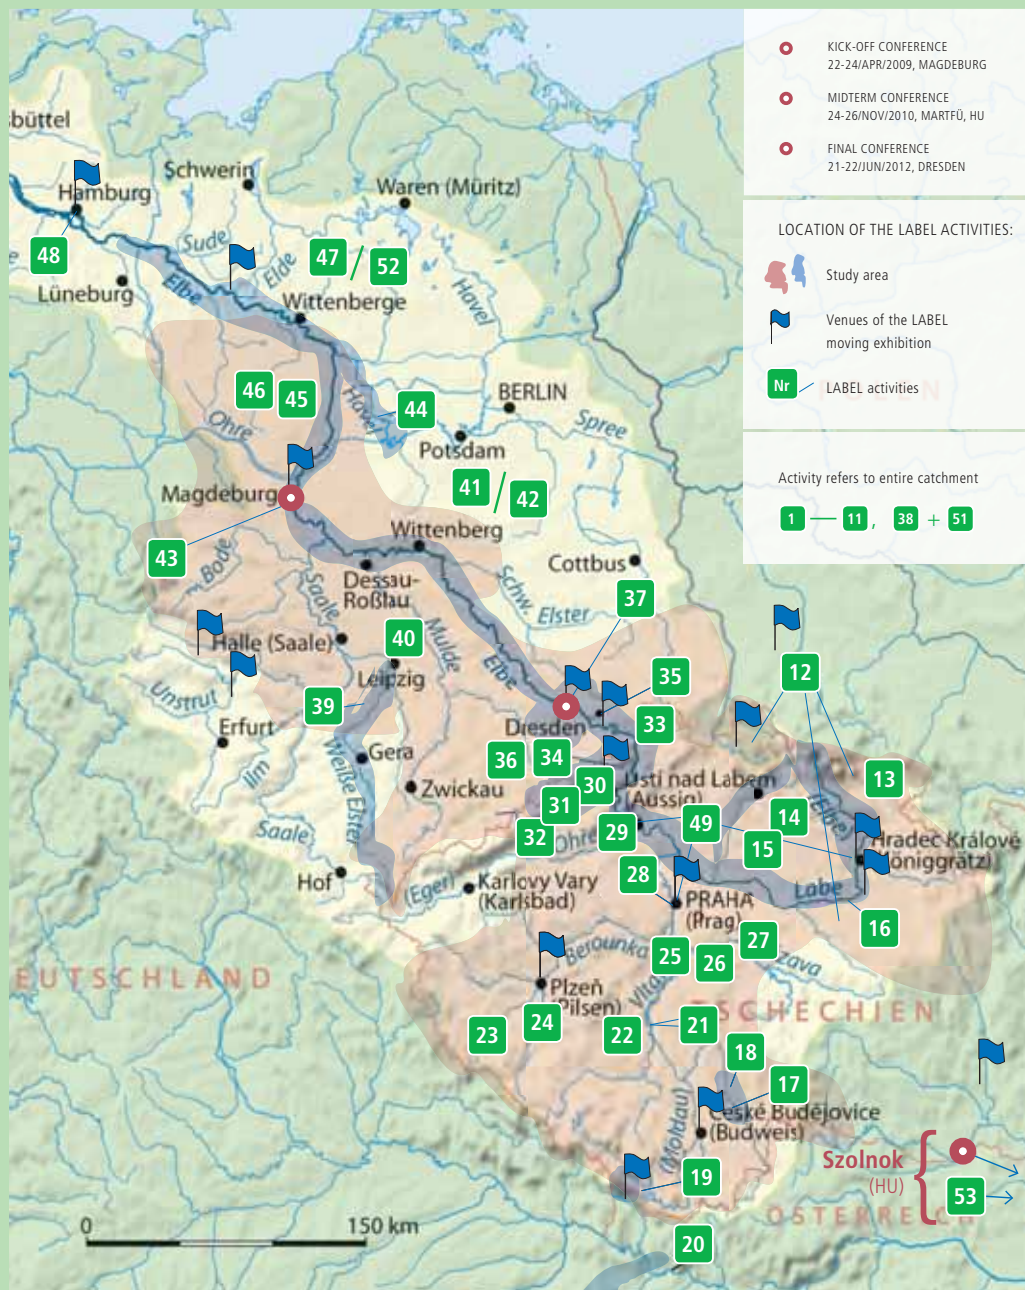 KICK-OFF CONFERENCE
22-24/APR/2009, MAGDEBURG
MIDTERM CONFERENCE
24-26/NOV/2010, MARTFŰ, HU
FINAL CONFERENCE
21-22/JUN/2012, DRESDEN
LOCATION OF THE LABEL ACTIVITIES:
Study area
Venues of the LABEL
moving exhibition
Nr
LABEL activities
Activity refers to entire catchment
1 — 11 , 38 + 51
sbüttel
Schwerin
Hamburg
Waren (Müritz)
48
Sude
47 / 52
Elde
Lüneburg
Elbe
Wittenberge
Havel
46
45
44
BERLIN
Havel
Ohre
Spree
Potsdam
41 / 42
Magdeburg
Wittenberg
43
Bode
Cottbus
Dessau-
Roßlau
Saale
Schw. Elster
37
Halle (Saale)
40
Mulde
Elbe
12
Leipzig
35
Unstrut
39
Erfurt
Dresden
33
Ilm
Weiße Elster
Gera
36
34
13
Zwickau
30
Ústí nad Labem
(Aussig)
31
(Elbe)
14
Saale
32
Ohre
29
49
15
Hradec Králové
(Königgrätz)
Hof
(Eger)
Karlovy Vary
(Karlsbad)
28
PRAHA
(Prag)
Labe
16
Berounka
27
25
26
zava
EUTSCHLAND
Plzeň
(Pilsen)
Vlta
TSCHECHIEN
23
24
22
21
18
17
(Moldau)
České Budějovice
(Budweis)
Szolnok
(HU)
53
19
ÖSTERREICH
20
0
150 km